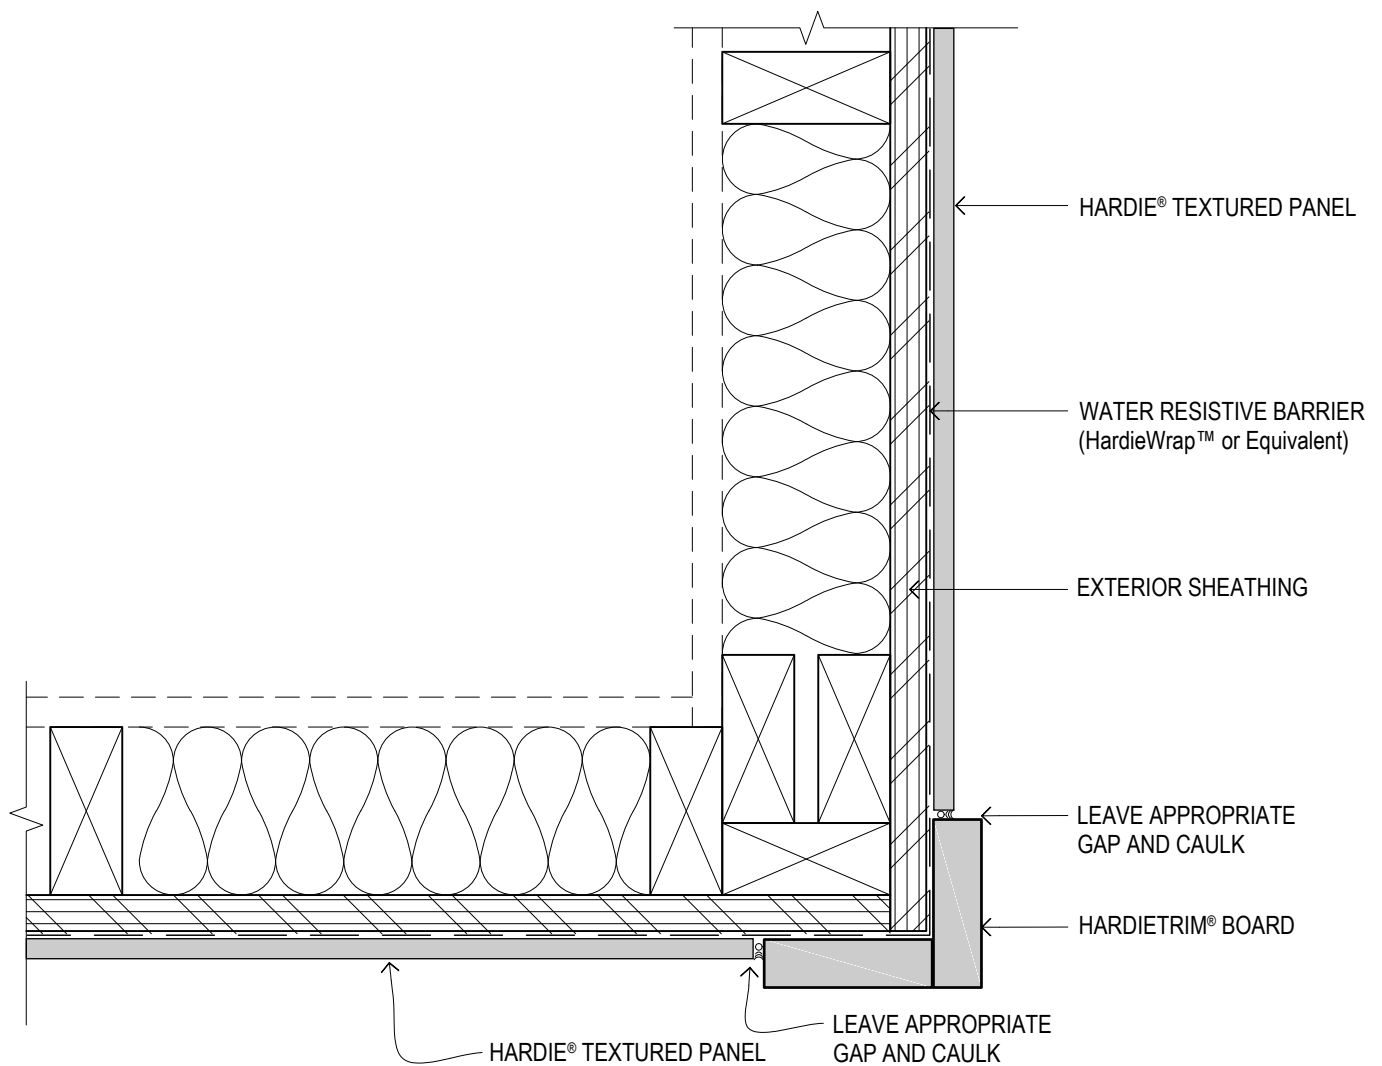 HARDIE® TEXTURED PANEL
WATER RESISTIVE BARRIER
(HardieWrap™ or Equivalent)
EXTERIOR SHEATHING
LEAVE APPROPRIATE
GAP AND CAULK
HARDIETRIM® BOARD
LEAVE APPROPRIATE
GAP AND CAULK
HARDIE® TEXTURED PANEL